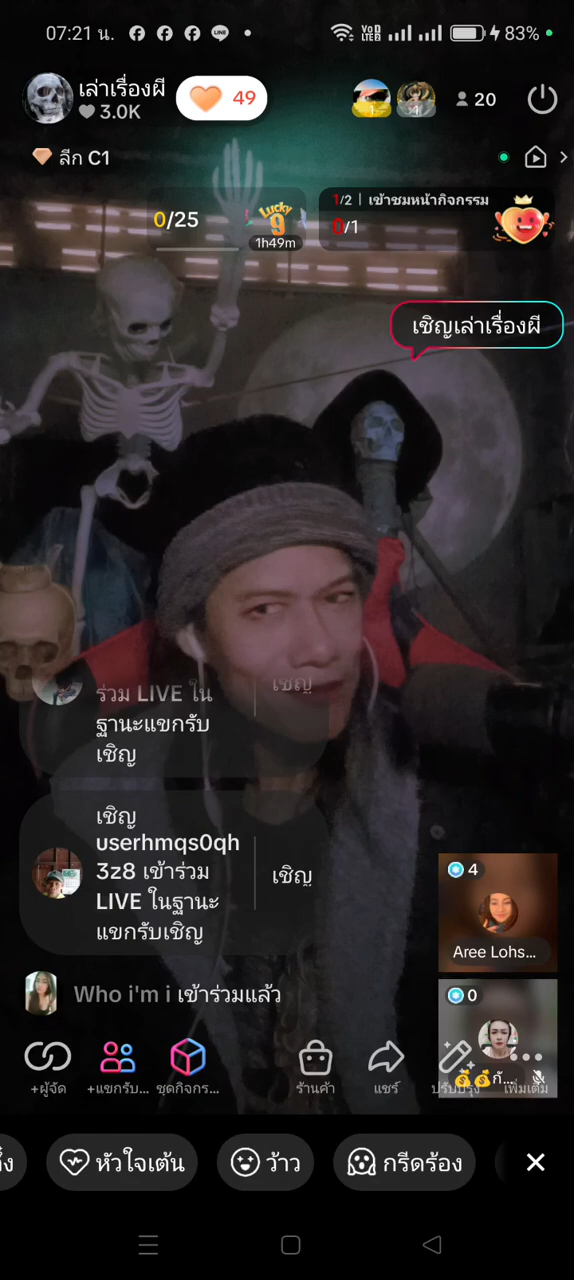 07:21 น.
LINE
VoD LTE2
83%
เล่าเรื่องผี
3.0K
49
1
4
20
ลีก C1
0/25
Lucky
9
1h49m
1/2 | เข้าชมหน้ากิจกรรม
0/1
เชิญเล่าเรื่องผี
ร่วม LIVE ใน
ฐานะแขกรับ
เชิญ
เชิญ
เชิญ
userhmqs0qh
3z8 เข้าร่วม
LIVE ในฐานะ
แขกรับเชิญ
เชิญ
4
Aree Lohs...
Who i'm i เข้าร่วมแล้ว
0
💰💰กั...
+ผู้จัด
+แขกรับ...
ชุดกิจกร...
ร้านค้า
แชร์
ปรับปรุง
เพิ่มเติม
หัวใจเต้น
ว้าว
กรีดร้อง